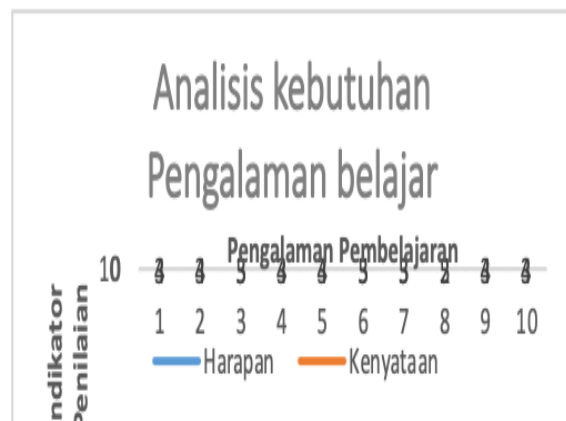 Analisis kebutuhan
Pengalaman belajar
Pengalaman Pembelajaran
10
1 2 3 4 5 6 7 8 9 10
Harapan Kenyataan
Penilaian